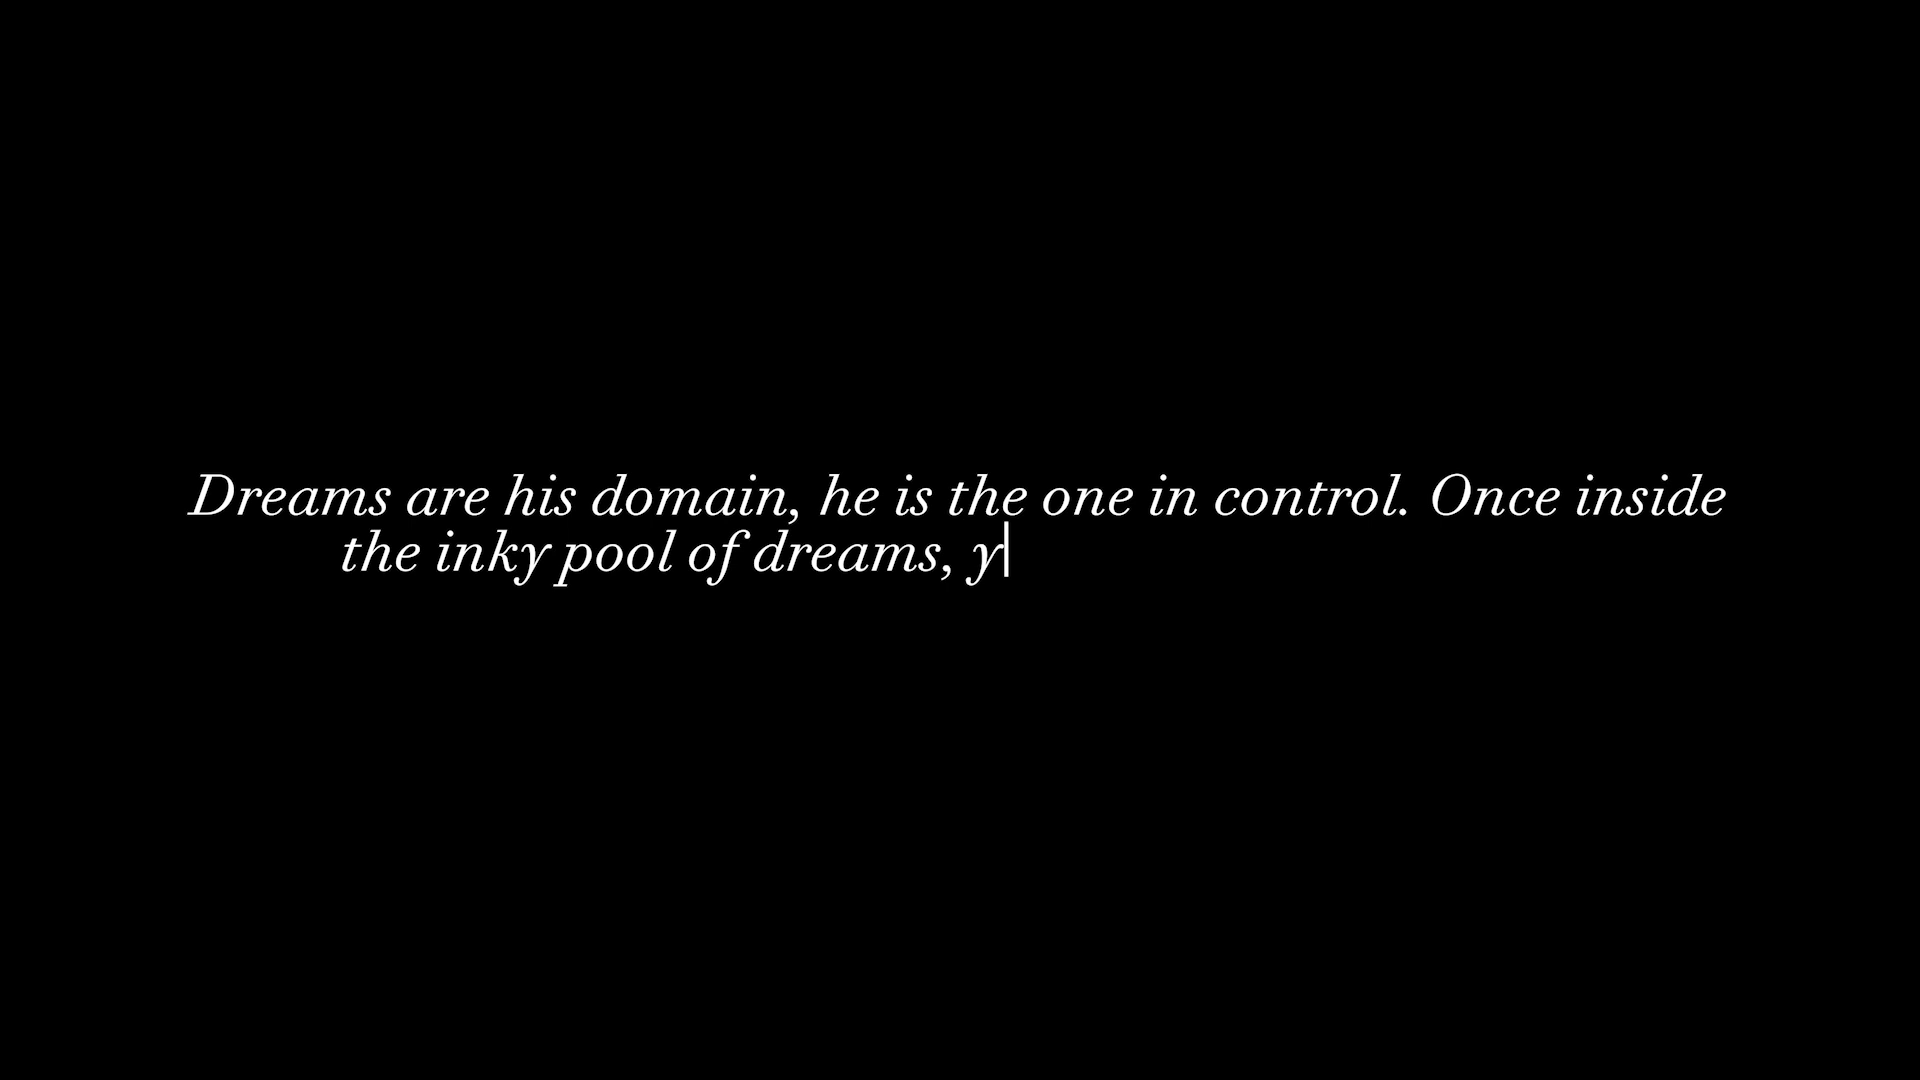 Dreams are his domain, he is the one in control. Once inside
the inky pool of dreams, y